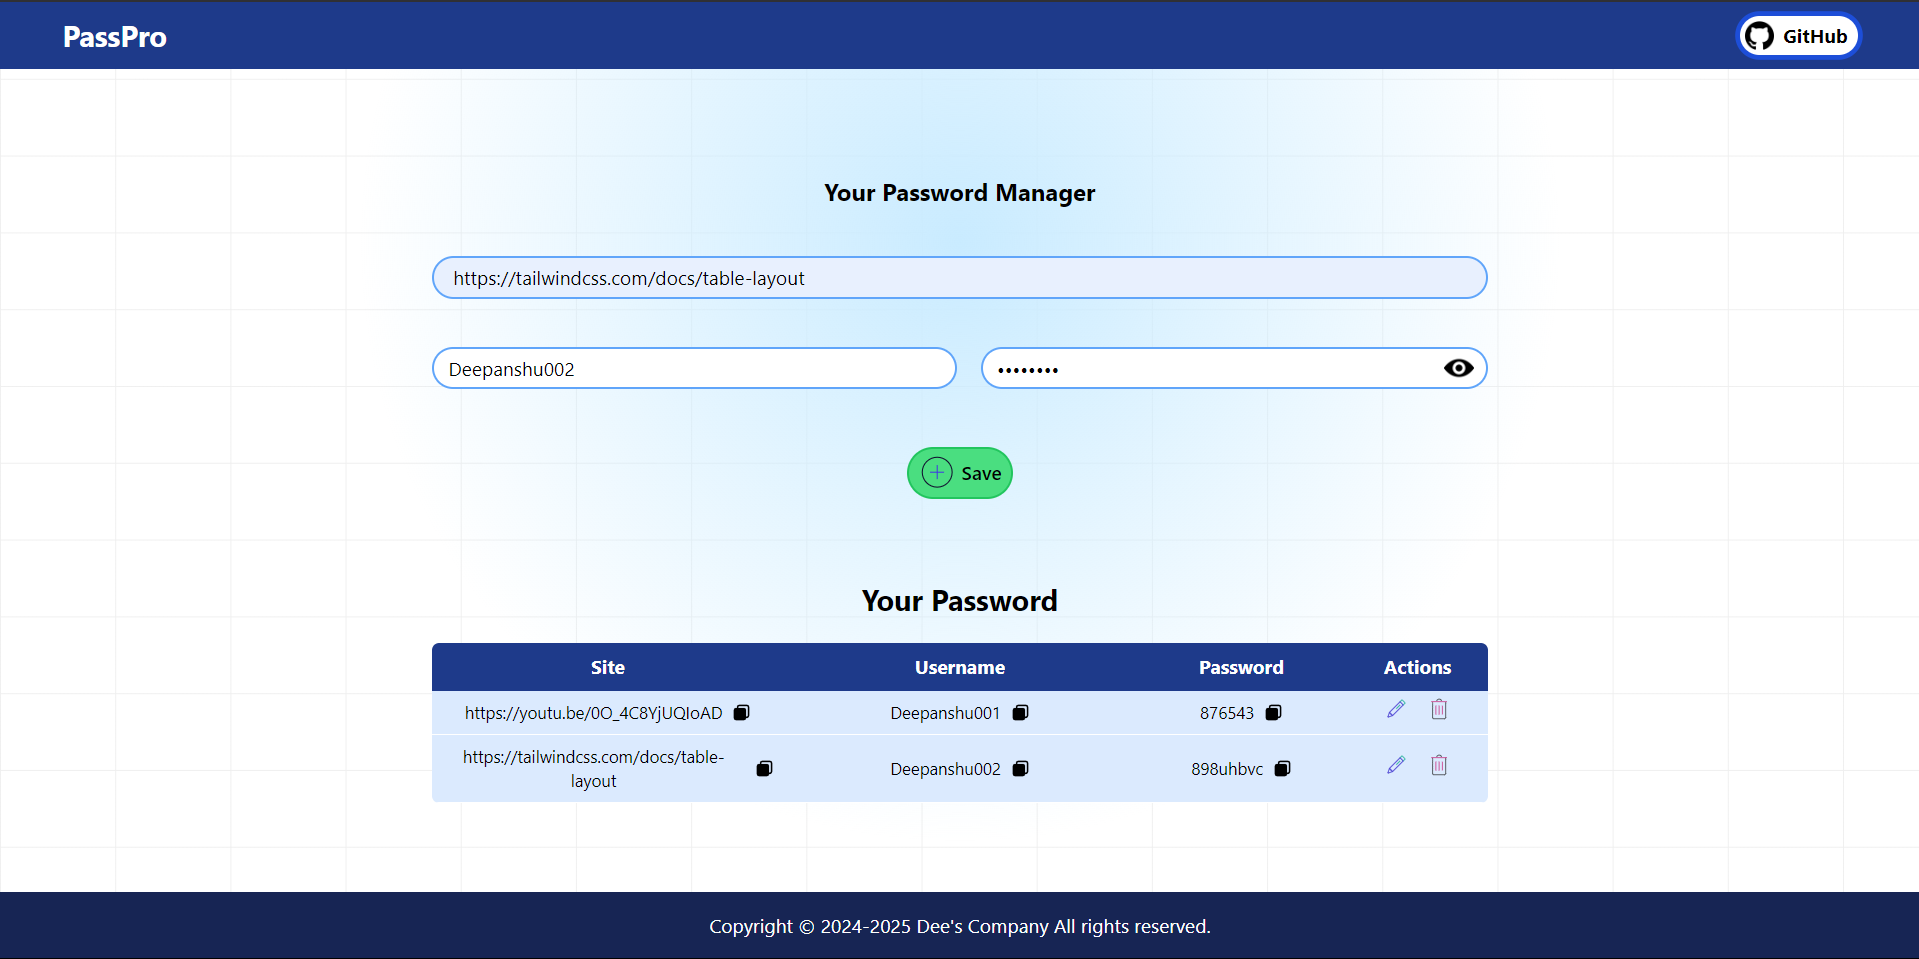 PassPro
GitHub
Your Password Manager
https://tailwindcss.com/docs/table-layout
Deepanshu002
••••••••
Save
Your Password
Site Username Password Actions
https://youtu.be/0O_4C8YjUQIoAD Deepanshu001 876543
https://tailwindcss.com/docs/table-
layout
Deepanshu002 898uhbvc
Copyright © 2024-2025 Dee's Company All rights reserved.